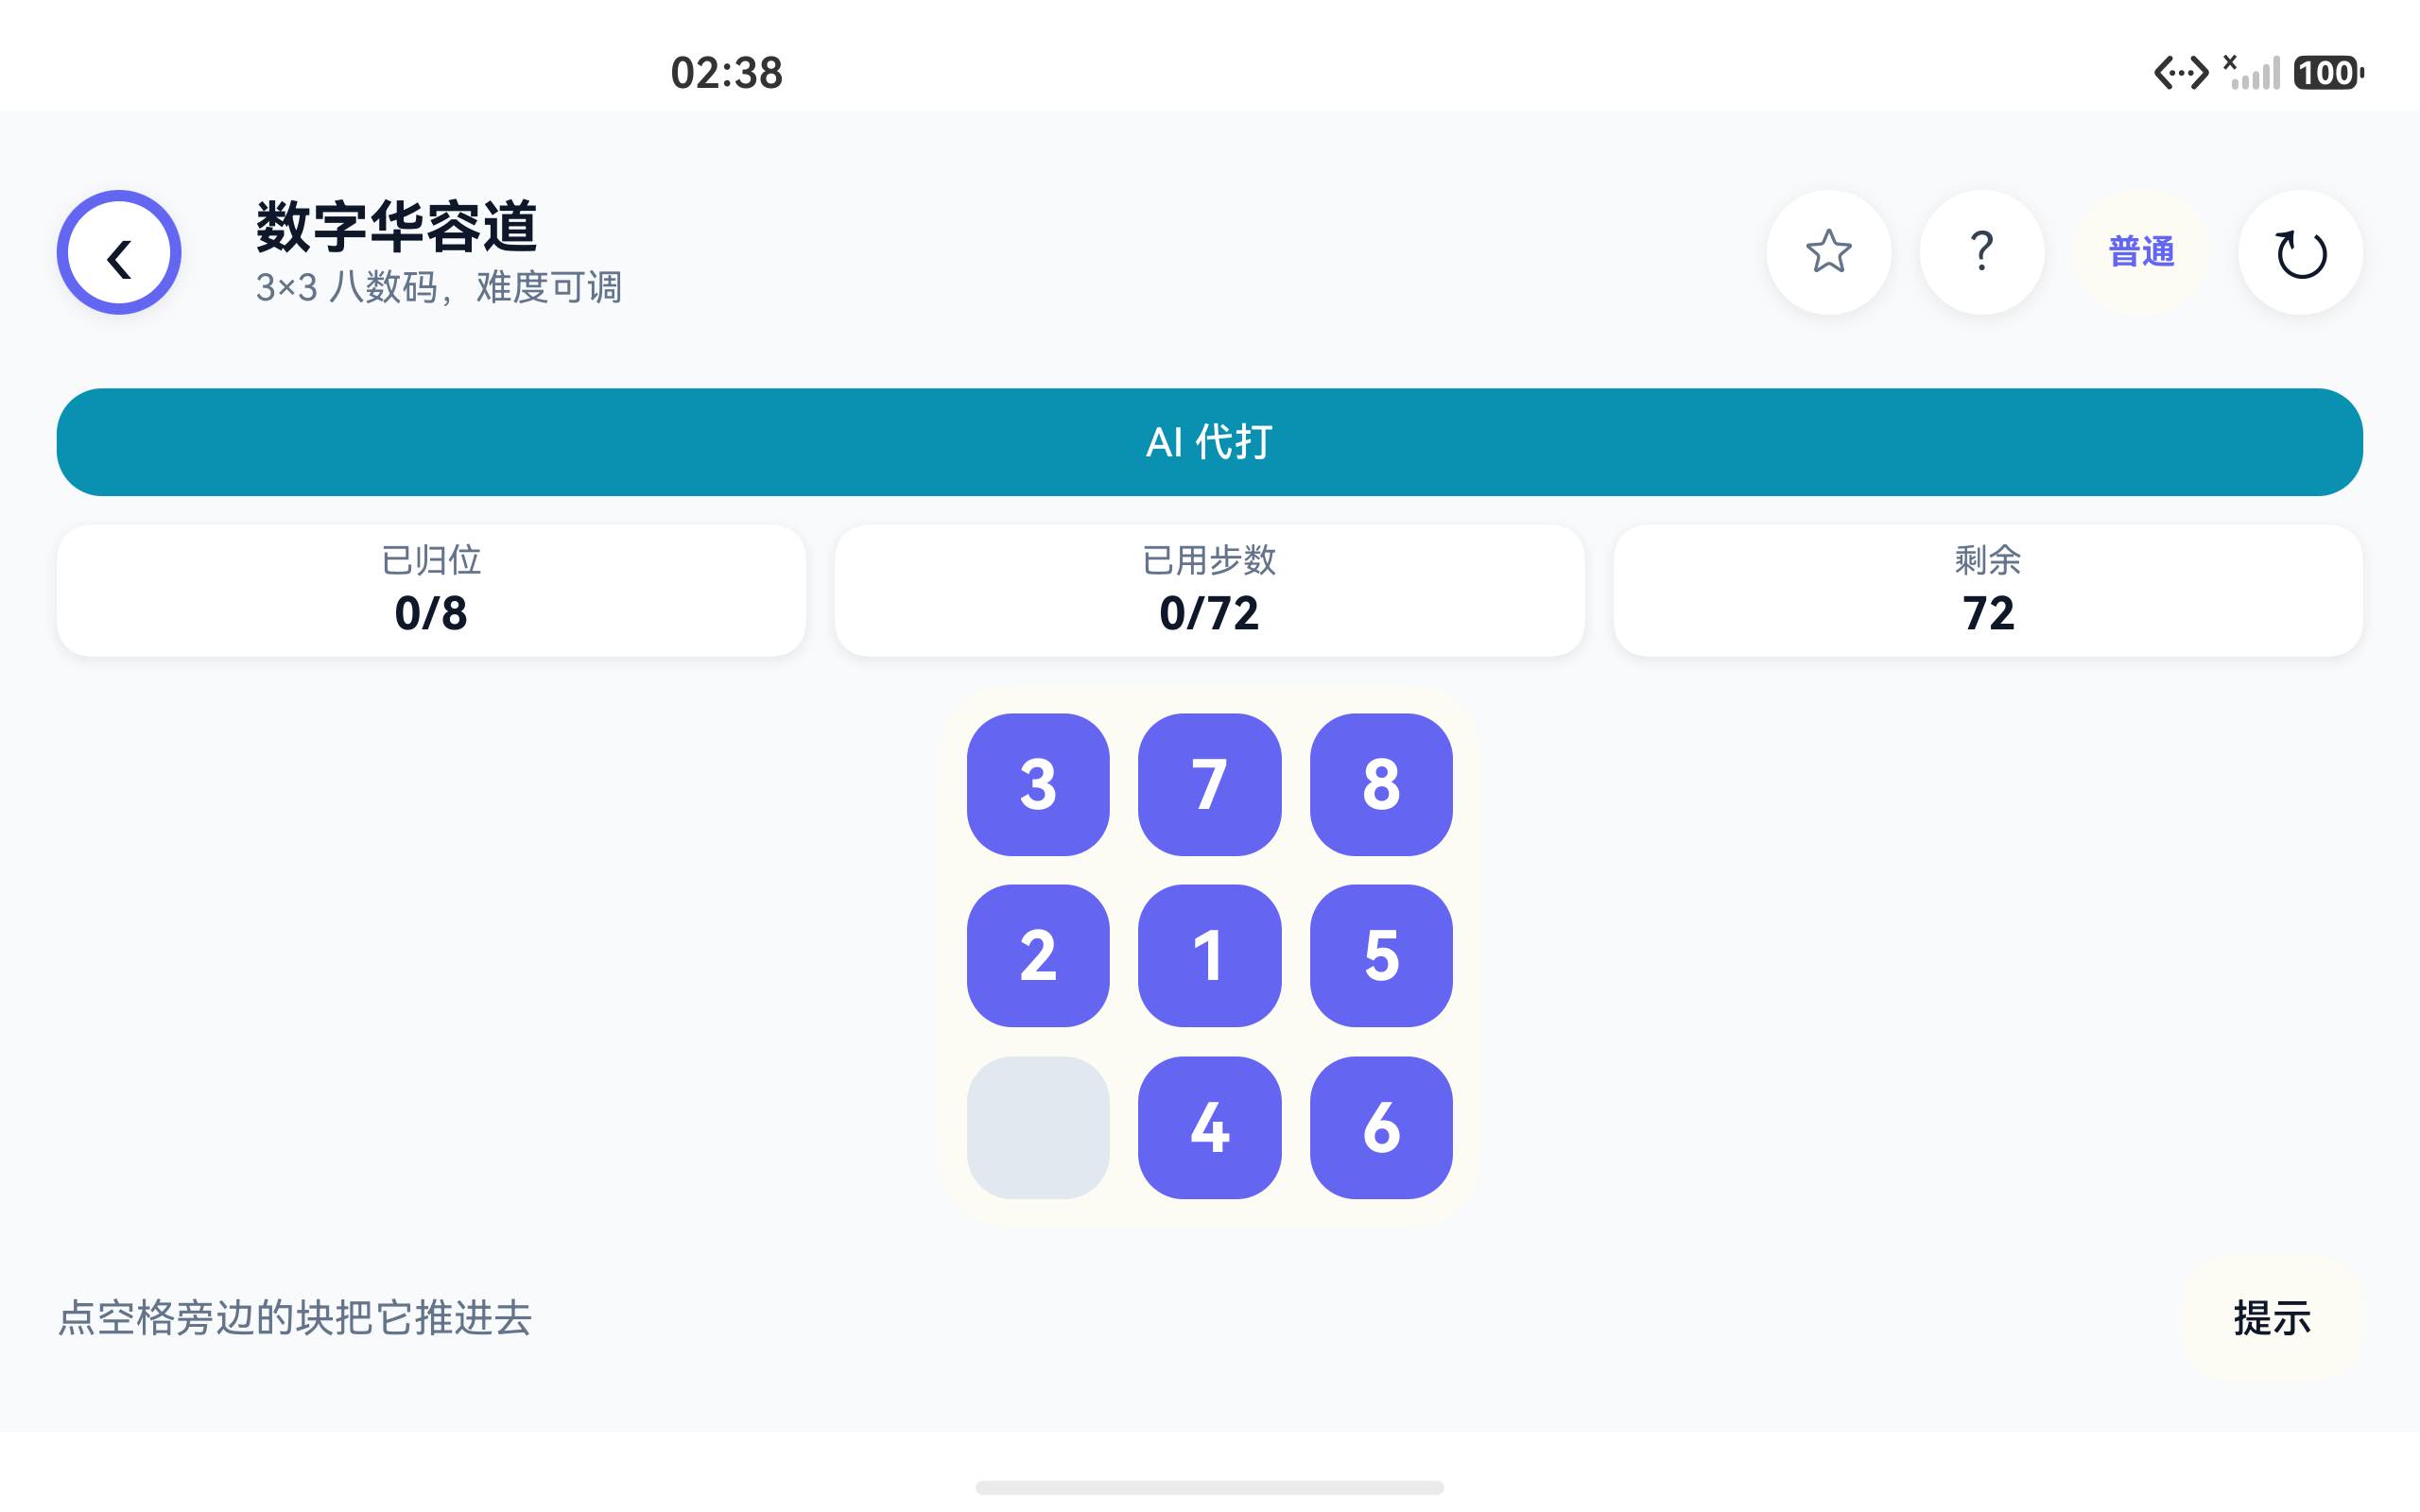 02:38
100
数字华容道
3×3 八数码，难度可调
?
普通
AI 代打
已归位
0/8
已用步数
0/72
剩余
72
3 7 8
2 1 5
4 6
点空格旁边的块把它推进去
提示